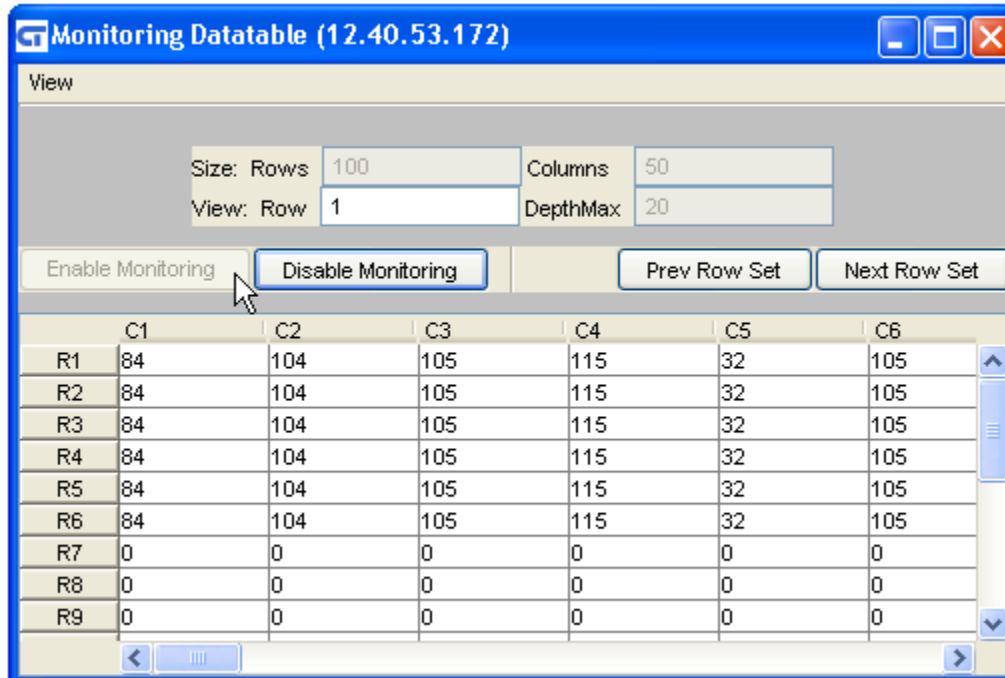 GT Monitoring Datatable (12.40.53.172)
View
Size: Rows 100 Columns 50
View: Row 1 DepthMax 20
Enable Monitoring Disable Monitoring Prev Row Set Next Row Set
C1 C2 C3 C4 C5 C6
R1 84 104 105 115 32 105
R2 84 104 105 115 32 105
R3 84 104 105 115 32 105
R4 84 104 105 115 32 105
R5 84 104 105 115 32 105
R6 84 104 105 115 32 105
R7 0 0 0 0 0 0
R8 0 0 0 0 0 0
R9 0 0 0 0 0 0